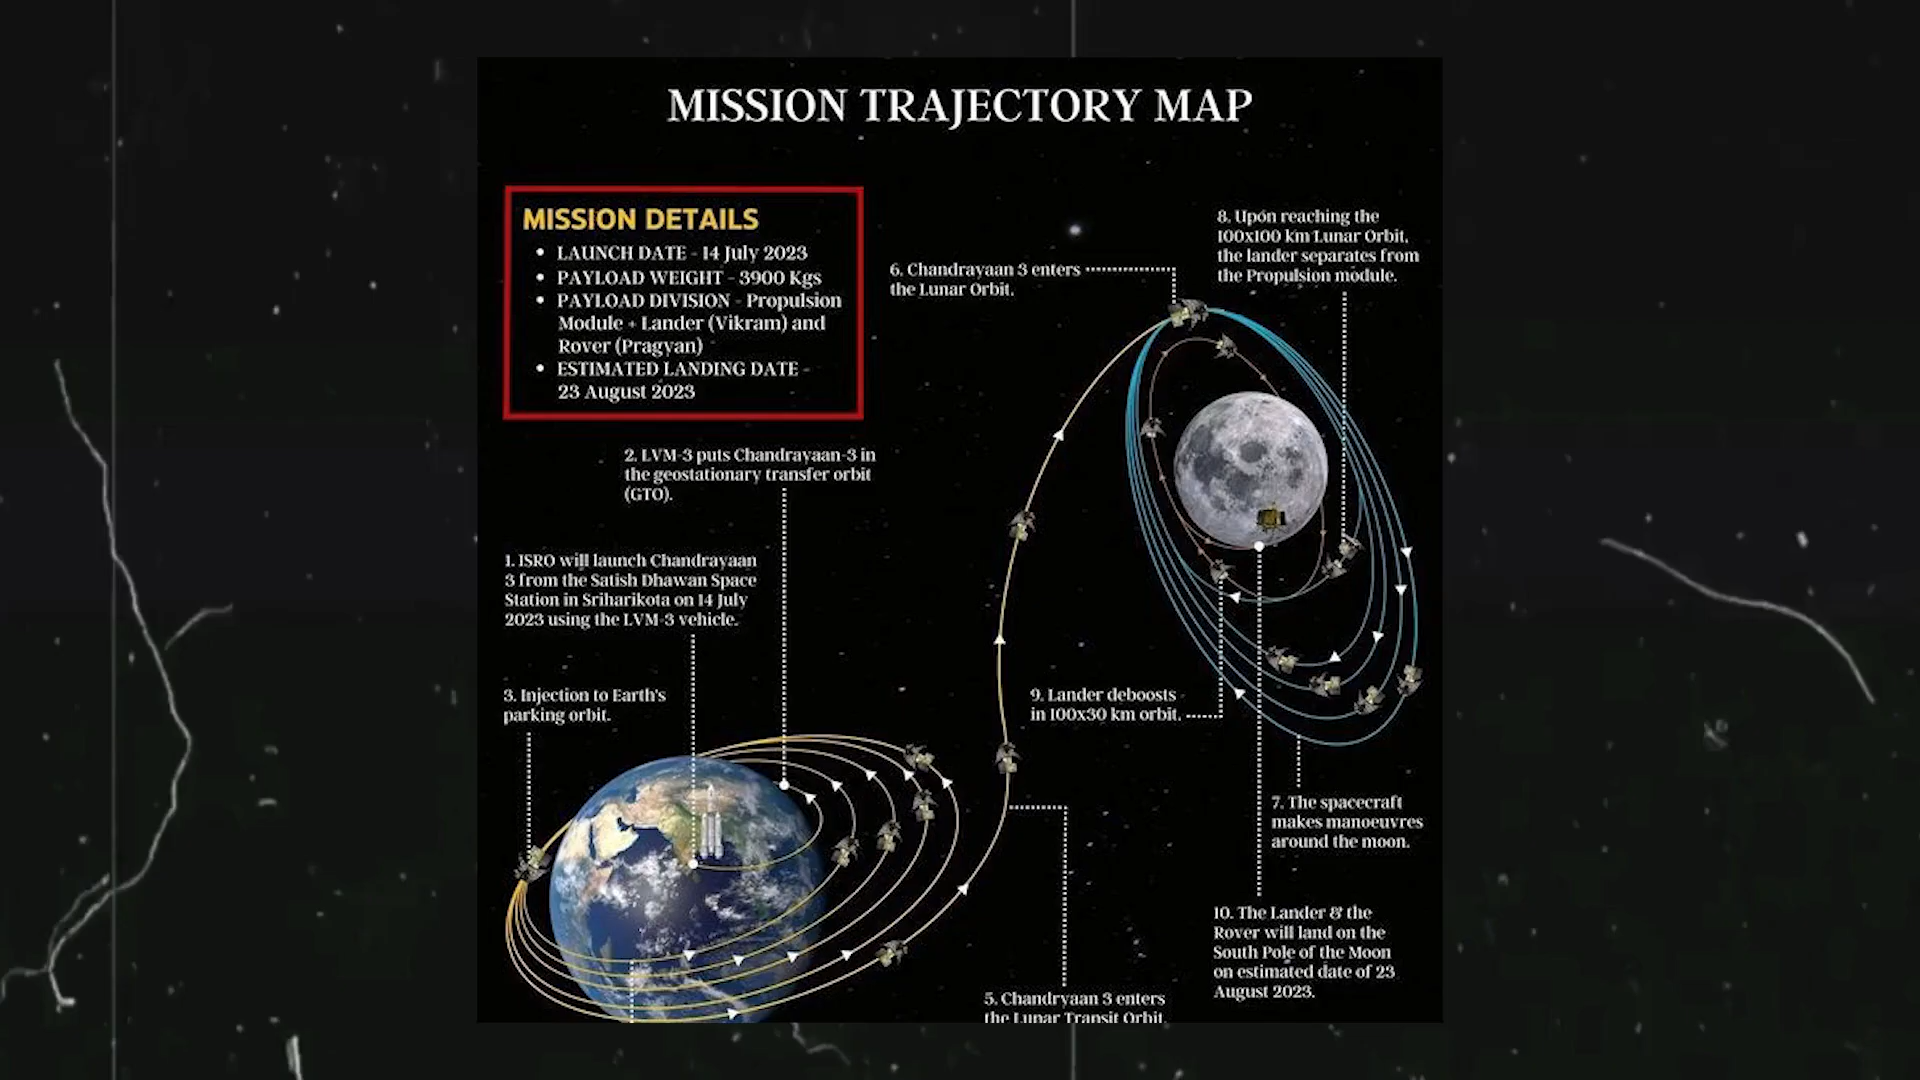 MISSION TRAJECTORY MAP
MISSION DETAILS
• LAUNCH DATE - 14 July 2023
• PAYLOAD WEIGHT - 3900 Kgs
• PAYLOAD DIVISION - Propulsion
Module + Lander (Vikram) and
Rover (Pragyan)
• ESTIMATED LANDING DATE -
23 August 2023
2. LVM-3 puts Chandrayaan-3 in
the geostationary transfer orbit
(GTO).
1. ISRO will launch Chandrayaan
3 from the Satish Dhawan Space
Station in Sriharikota on 14 July
2023 using the LVM-3 vehicle.
3. Injection to Earth's
parking orbit.
6. Chandrayaan 3 enters
the Lunar Orbit.
8. Upon reaching the
100x100 km Lunar Orbit,
the lander separates from
the Propulsion module.
9. Lander deboosts
in 100x30 km orbit.
7. The spacecraft
makes manoeuvres
around the moon.
10. The Lander & the
Rover will land on the
South Pole of the Moon
on estimated date of 23
August 2023.
5. Chandryaan 3 enters
the Lunar Transit Orbit.